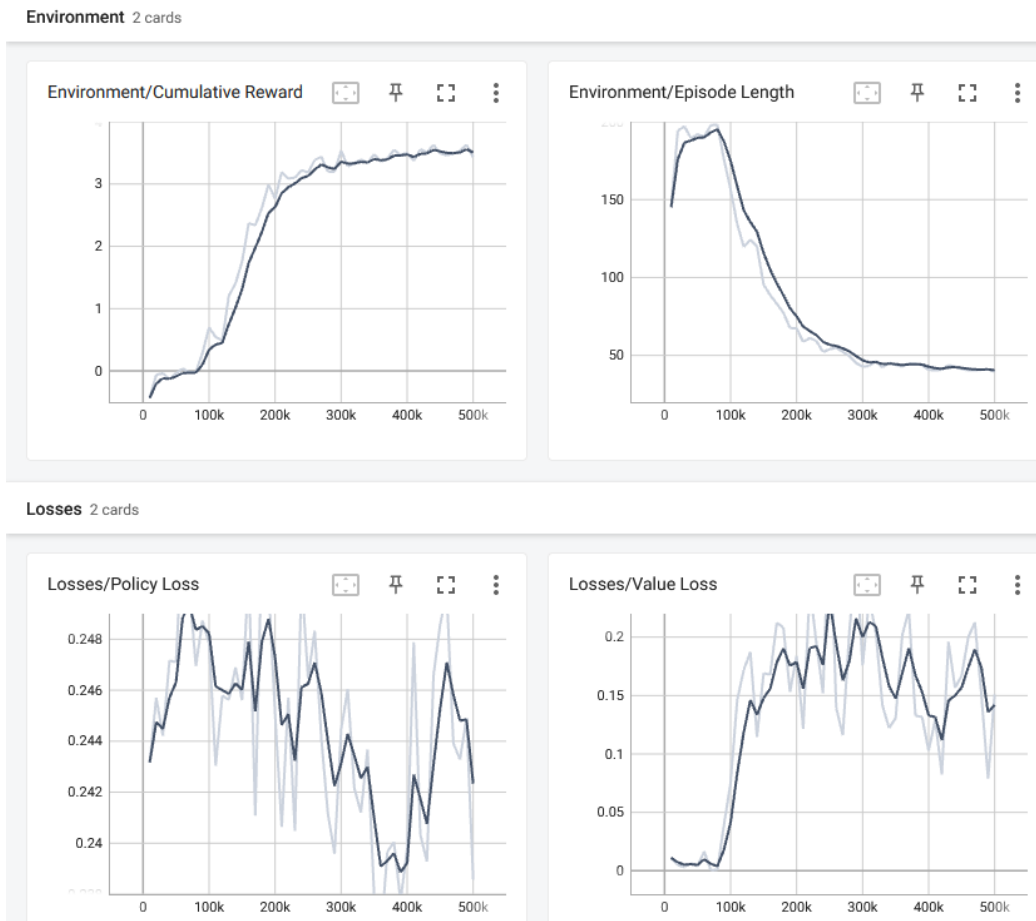 Environment 2 cards
Environment/Cumulative Reward
3
2
1
0
0 100k 200k 300k 400k 500k
Environment/Episode Length
150
100
50
0 100k 200k 300k 400k 500k
Losses 2 cards
Losses/Policy Loss
0.248
0.246
0.244
0.242
0.24
0 100k 200k 300k 400k 500k
Losses/Value Loss
0.2
0.15
0.1
0.05
0
0 100k 200k 300k 400k 500k